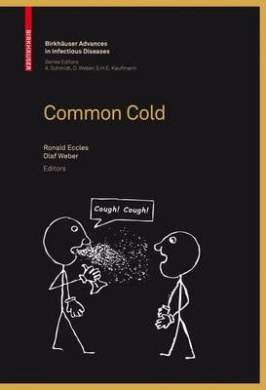 BIRKHÄUSER
Birkhäuser Advances
in Infectious Diseases
Series Editors
A. Schmidt, O. Weber, S.H.E. Kaufmann
Common Cold
Ronald Eccles
Olaf Weber
Editors
Cough! Cough!